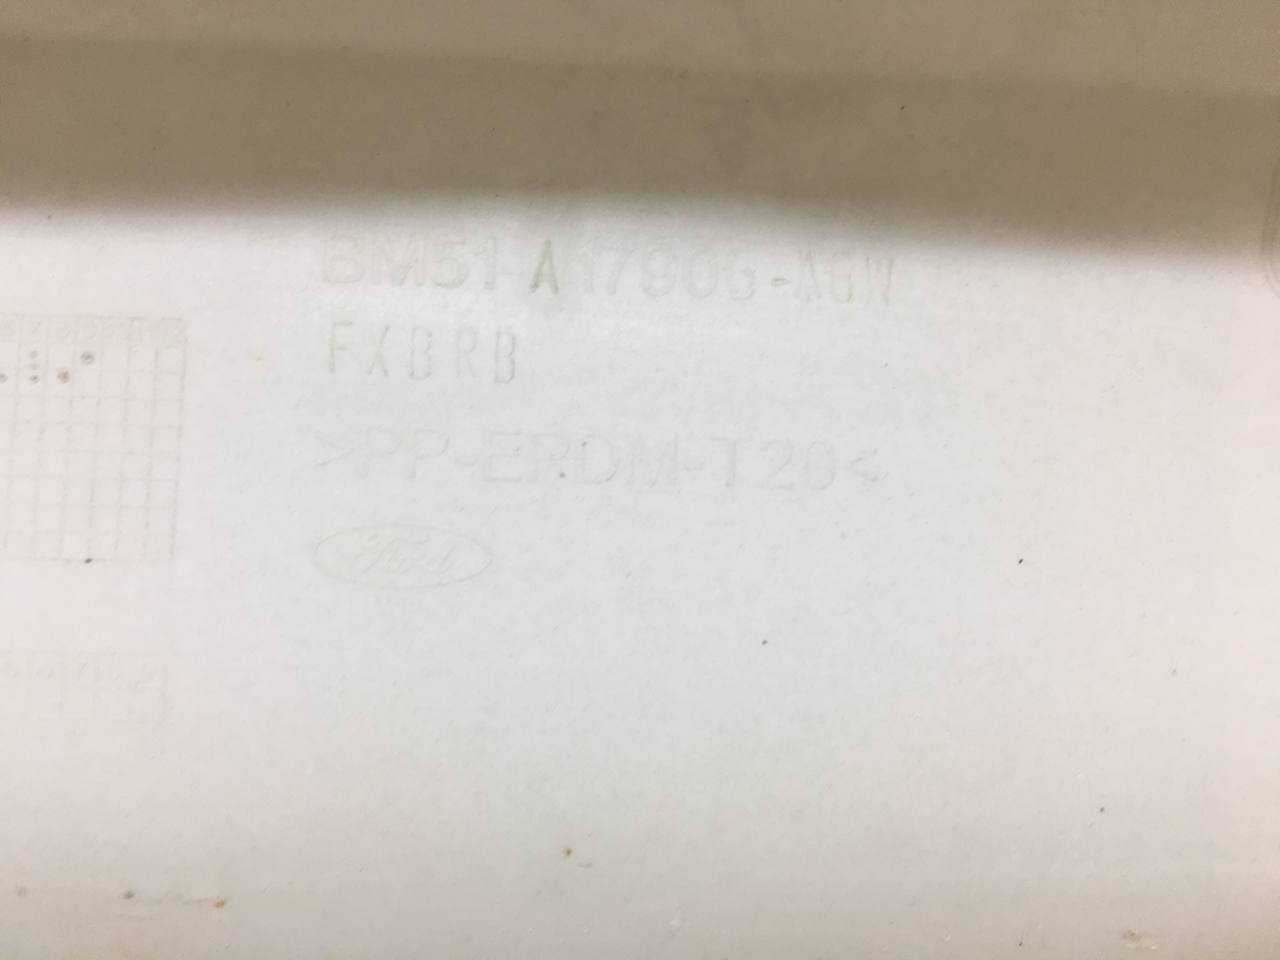 BM51-A17906-AGW
FXBRB
>PP-EPDM-T20<
Ford